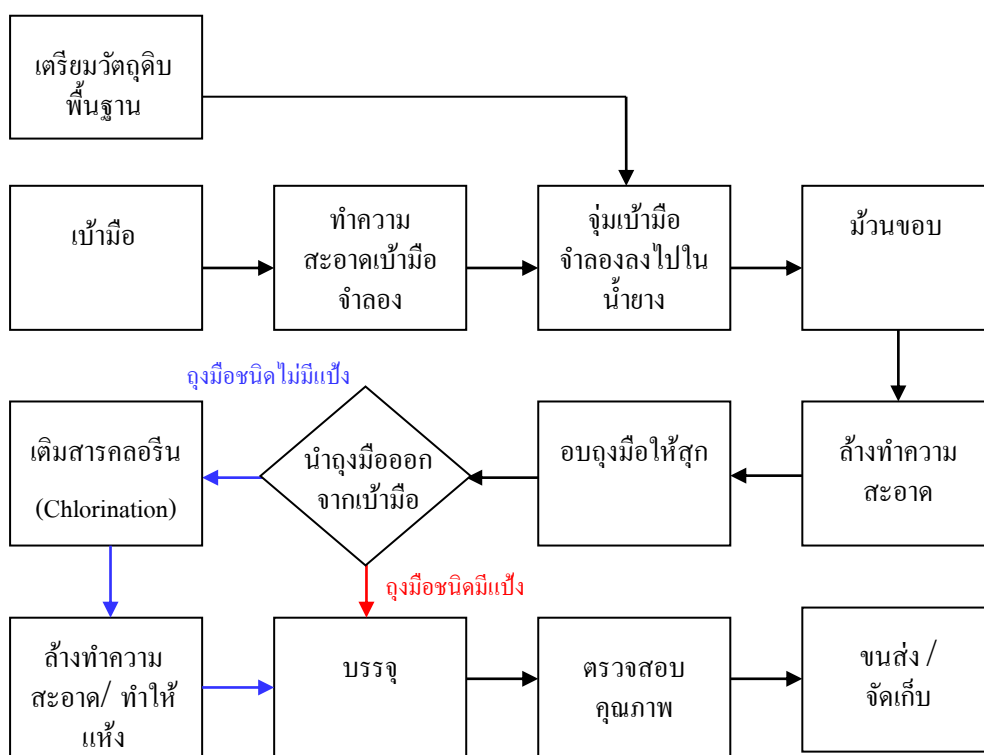 เตรียมวัตถุดิบ
พื้นฐาน
เบ้ามือ
ทำความ
สะอาดเบ้ามือ
จำลอง
จุ่มเบ้ามือ
จำลองลงไปใน
น้ำยาง
ม้วนขอบ
ถุงมือชนิดไม่มีแป้ง
เติมสารคลอรีน
(Chlorination)
นำถุงมือออก
จากเบ้ามือ
อบถุงมือให้สุก
ล้างทำความ
สะอาด
ถุงมือชนิดมีแป้ง
ล้างทำความ
สะอาด/ ทำให้
แห้ง
บรรจุ
ตรวจสอบ
คุณภาพ
ขนส่ง /
จัดเก็บ